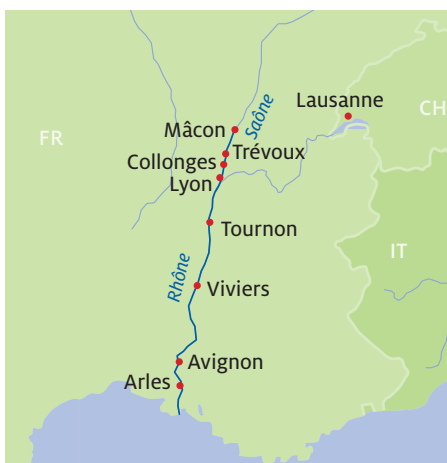 Lausanne
CH
Saône
Mâcon
FR
Trévoux
Collonges
Lyon
Tournon
IT
Rhône
Viviers
Avignon
Arles